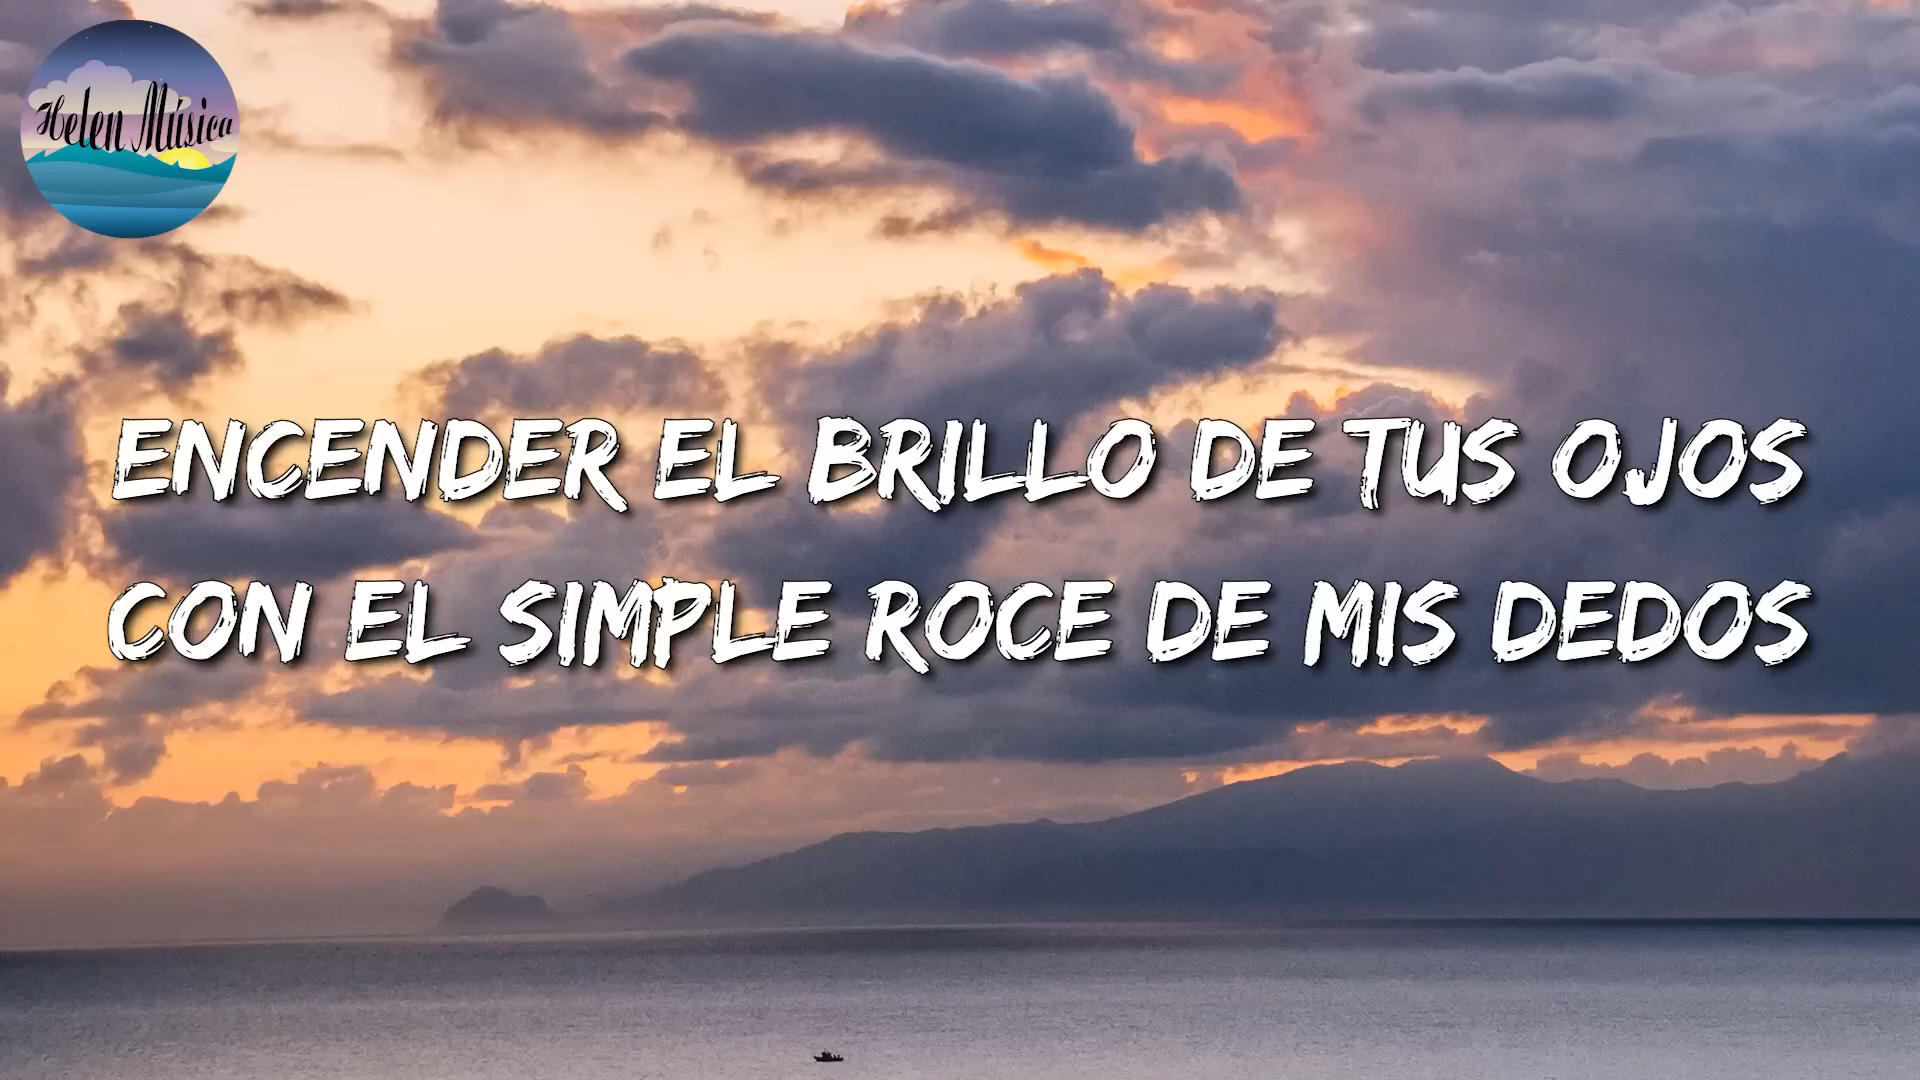 Helen Música
ENCENDER EL BRILLO DE TUS OJOS
CON EL SIMPLE ROCE DE MIS DEDOS